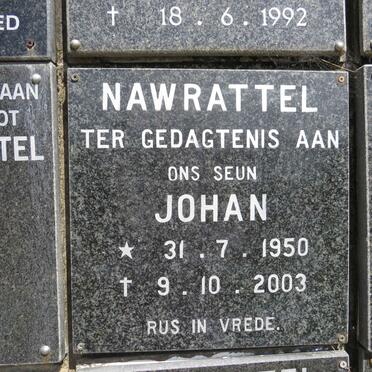 ED
† 18 . 6 . 1992
AAN
OT
TEL
NAWRATTEL
TER GEDAGTENIS AAN
ONS SEUN
JOHAN
★ 31 . 7 . 1950
† 9 . 10 . 2003
RUS IN VREDE.